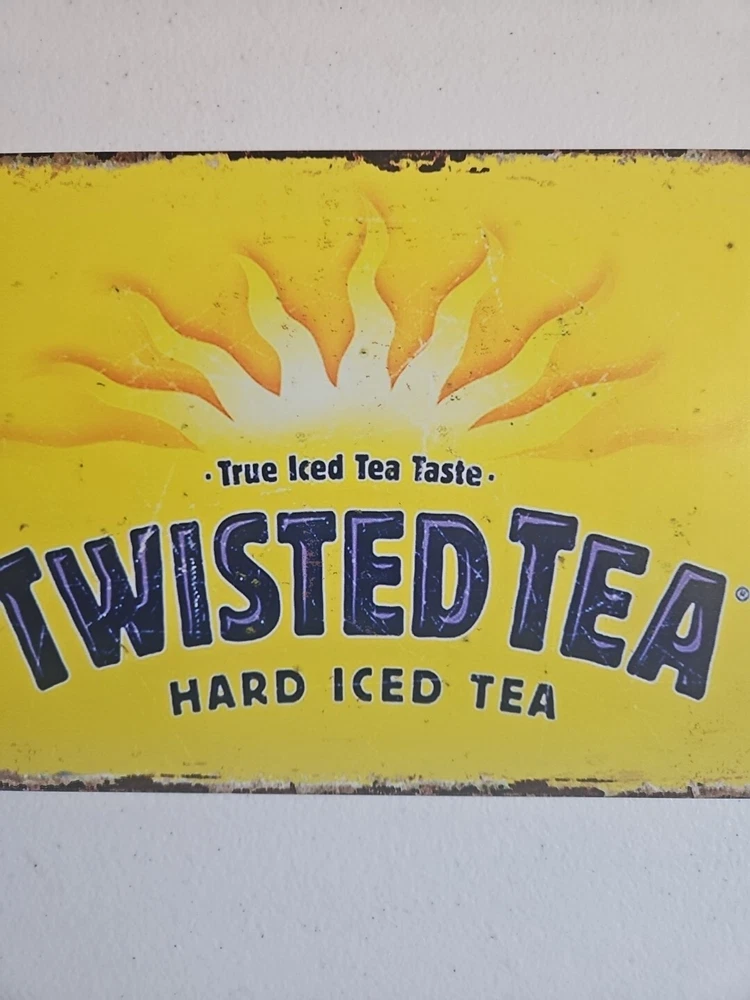 · True Iced Tea Taste ·
TWISTED TEA®
HARD ICED TEA